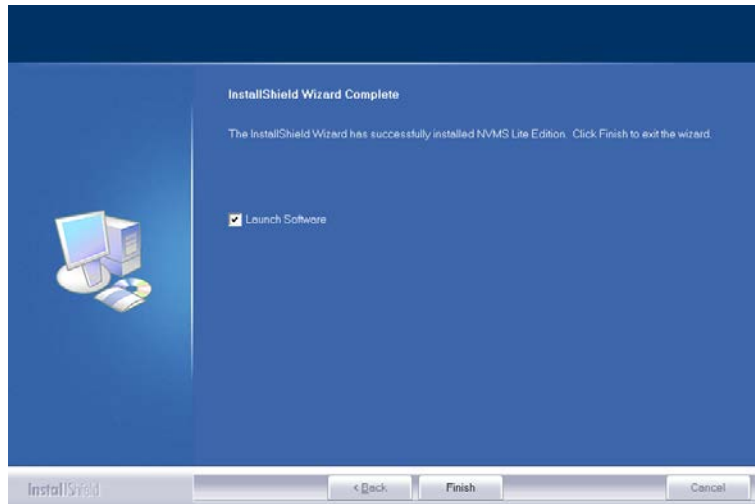 InstallShield Wizard Complete
The InstallShield Wizard has successfully installed NVMS Lite Edition. Click Finish to exit the wizard.
Launch Software
InstallShield
< Back
Finish
Cancel